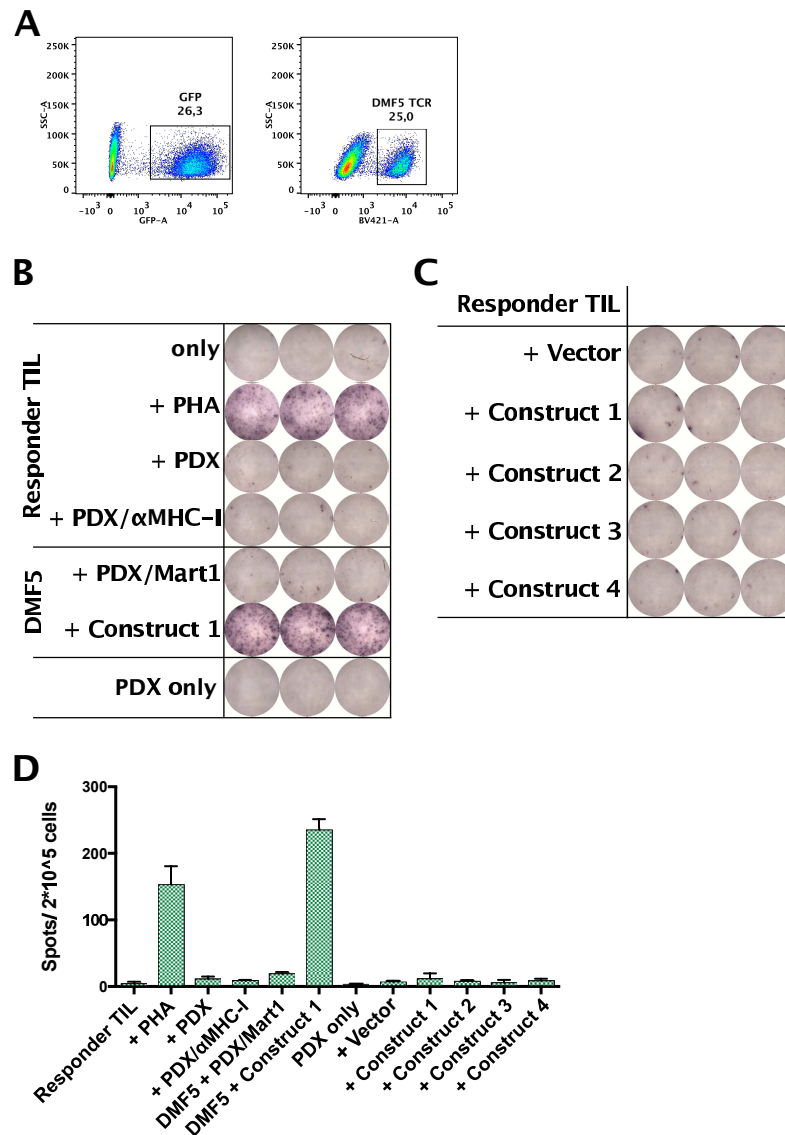 A
250K
200K
150K
100K
50K
0
SSC-A
GFP
26,3
-10³ 0 10³ 10⁴ 10⁵
GFP-A
250K
200K
150K
100K
50K
0
SSC-A
DMF5 TCR
25,0
-10³ 0 10³ 10⁴ 10⁵
BV421-A
B
Responder TIL
only
+ PHA
+ PDX
+ PDX/αMHC-I
DMF5
+ PDX/Mart1
+ Construct 1
PDX only
C
Responder TIL
+ Vector
+ Construct 1
+ Construct 2
+ Construct 3
+ Construct 4
D
Spots/ 2*10^5 cells
300
200
100
0
Responder TIL
+ PHA
+ PDX
+ PDX/αMHC-I
DMF5 + PDX/Mart1
DMF5 + Construct 1
PDX only
+ Vector
+ Construct 1
+ Construct 2
+ Construct 3
+ Construct 4